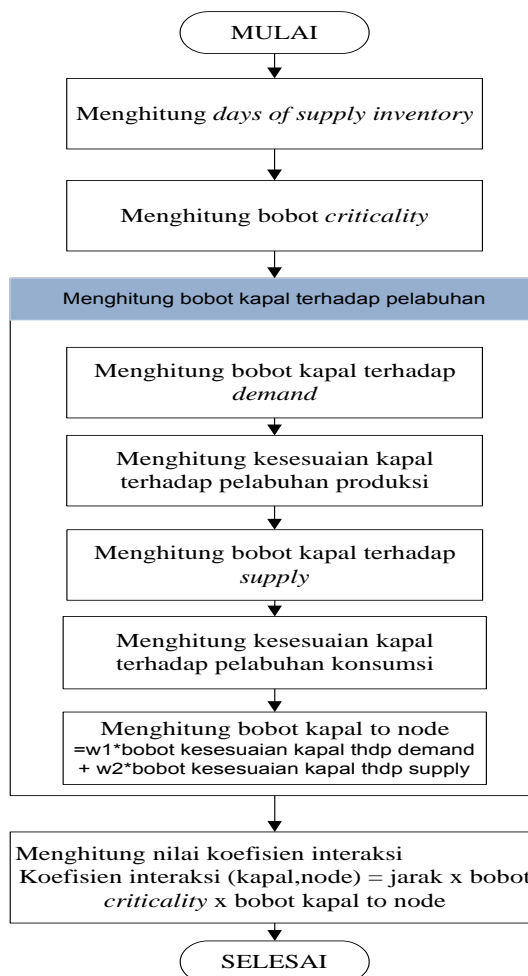 MULAI
Menghitung days of supply inventory
Menghitung bobot criticality
Menghitung bobot kapal terhadap pelabuhan
Menghitung bobot kapal terhadap
demand
Menghitung kesesuaian kapal
terhadap pelabuhan produksi
Menghitung bobot kapal terhadap
supply
Menghitung kesesuaian kapal
terhadap pelabuhan konsumsi
Menghitung bobot kapal to node
=w1*bobot kesesuaian kapal thdp demand
+ w2*bobot kesesuaian kapal thdp supply
Menghitung nilai koefisien interaksi
Koefisien interaksi (kapal,node) = jarak x bobot
criticality x bobot kapal to node
SELESAI